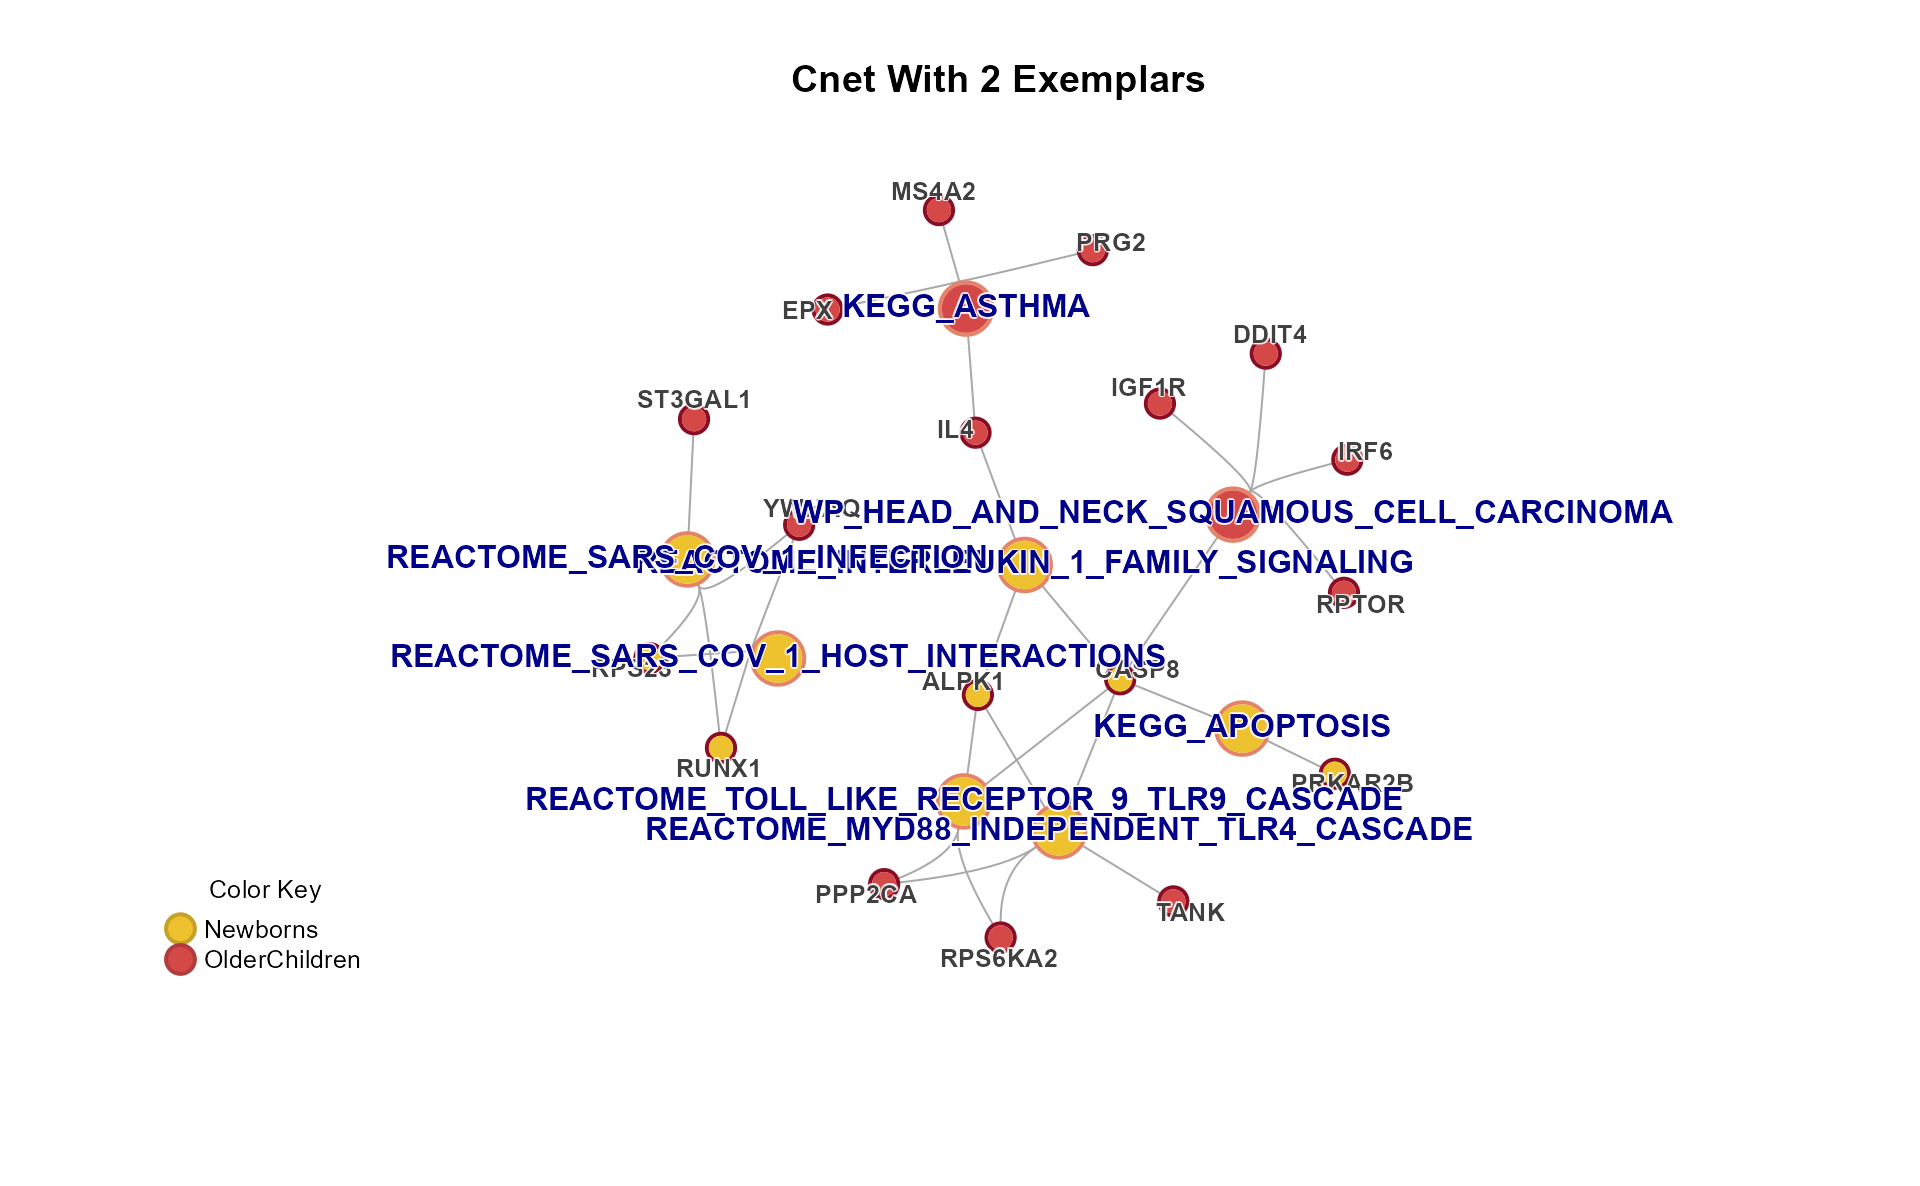 Cnet With 2 Exemplars
MS4A2
PRG2
EPX
KEGG_ASTHMA
DDIT4
IGF1R
ST3GAL1
IL4
IRF6
WP_HEAD_AND_NECK_SQUAMOUS_CELL_CARCINOMA
REACTOME_SARS_COV_1_INFECTION
REACTOME_INTERLEUKIN_1_FAMILY_SIGNALING
RPTOR
REACTOME_SARS_COV_1_HOST_INTERACTIONS
CASP8
ALPK1
KEGG_APOPTOSIS
RUNX1
PRKAR2B
REACTOME_TOLL_LIKE_RECEPTOR_9_TLR9_CASCADE
REACTOME_MYD88_INDEPENDENT_TLR4_CASCADE
PPP2CA
TANK
RPS6KA2
Color Key
Newborns
OlderChildren